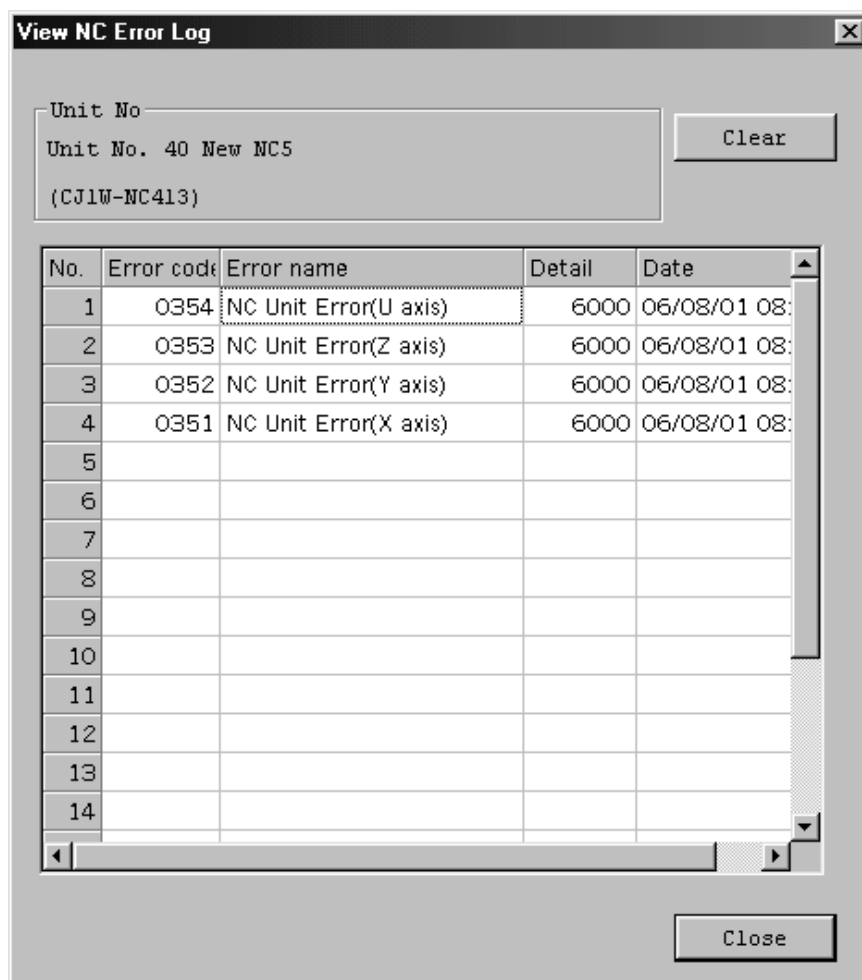 View NC Error Log
Unit No
Unit No. 40 New NC5
(CJ1W-NC413)
Clear
No. Error code Error name Detail Date
1 0354 NC Unit Error(U axis) 6000 06/08/01 08:
2 0353 NC Unit Error(Z axis) 6000 06/08/01 08:
3 0352 NC Unit Error(Y axis) 6000 06/08/01 08:
4 0351 NC Unit Error(X axis) 6000 06/08/01 08:
5
6
7
8
9
10
11
12
13
14
Close